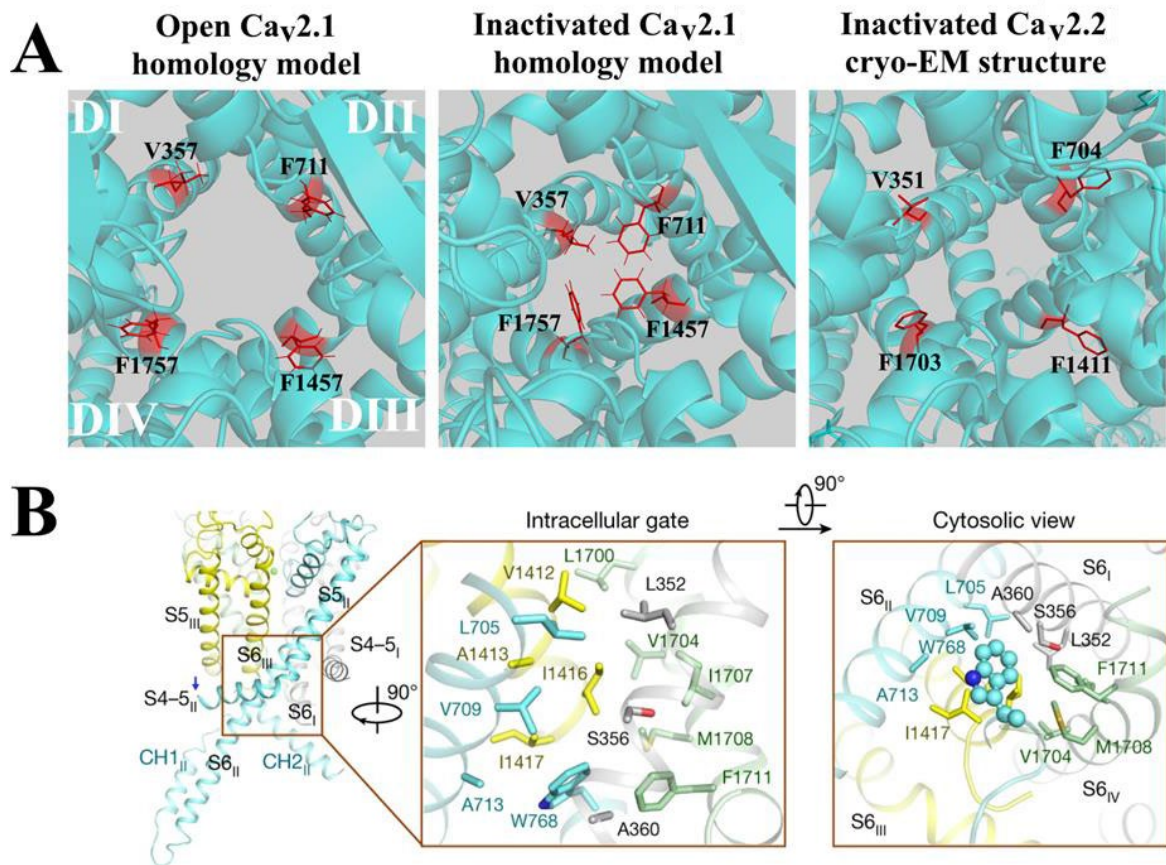 A
Open Cav2.1
homology model
Inactivated Cav2.1
homology model
Inactivated Cav2.2
cryo-EM structure
DI
DII
V357
F711
F1757
F1457
DIV
DIII
V357
F711
F1757
F1457
F704
V351
F1703
F1411
B
90°
Intracellular gate
Cytosolic view
S5III
S5II
S6III
S4–5I
S4–5II
S6I
CH1II
S6II
CH2II
90°
L1700
V1412
L352
L705
V1704
A1413
I1416
I1707
V709
S356
M1708
I1417
F1711
A713
W768
A360
S6I
S6II
L705
A360
V709
S356
W768
L352
F1711
A713
I1417
M1708
V1704
S6IV
S6III